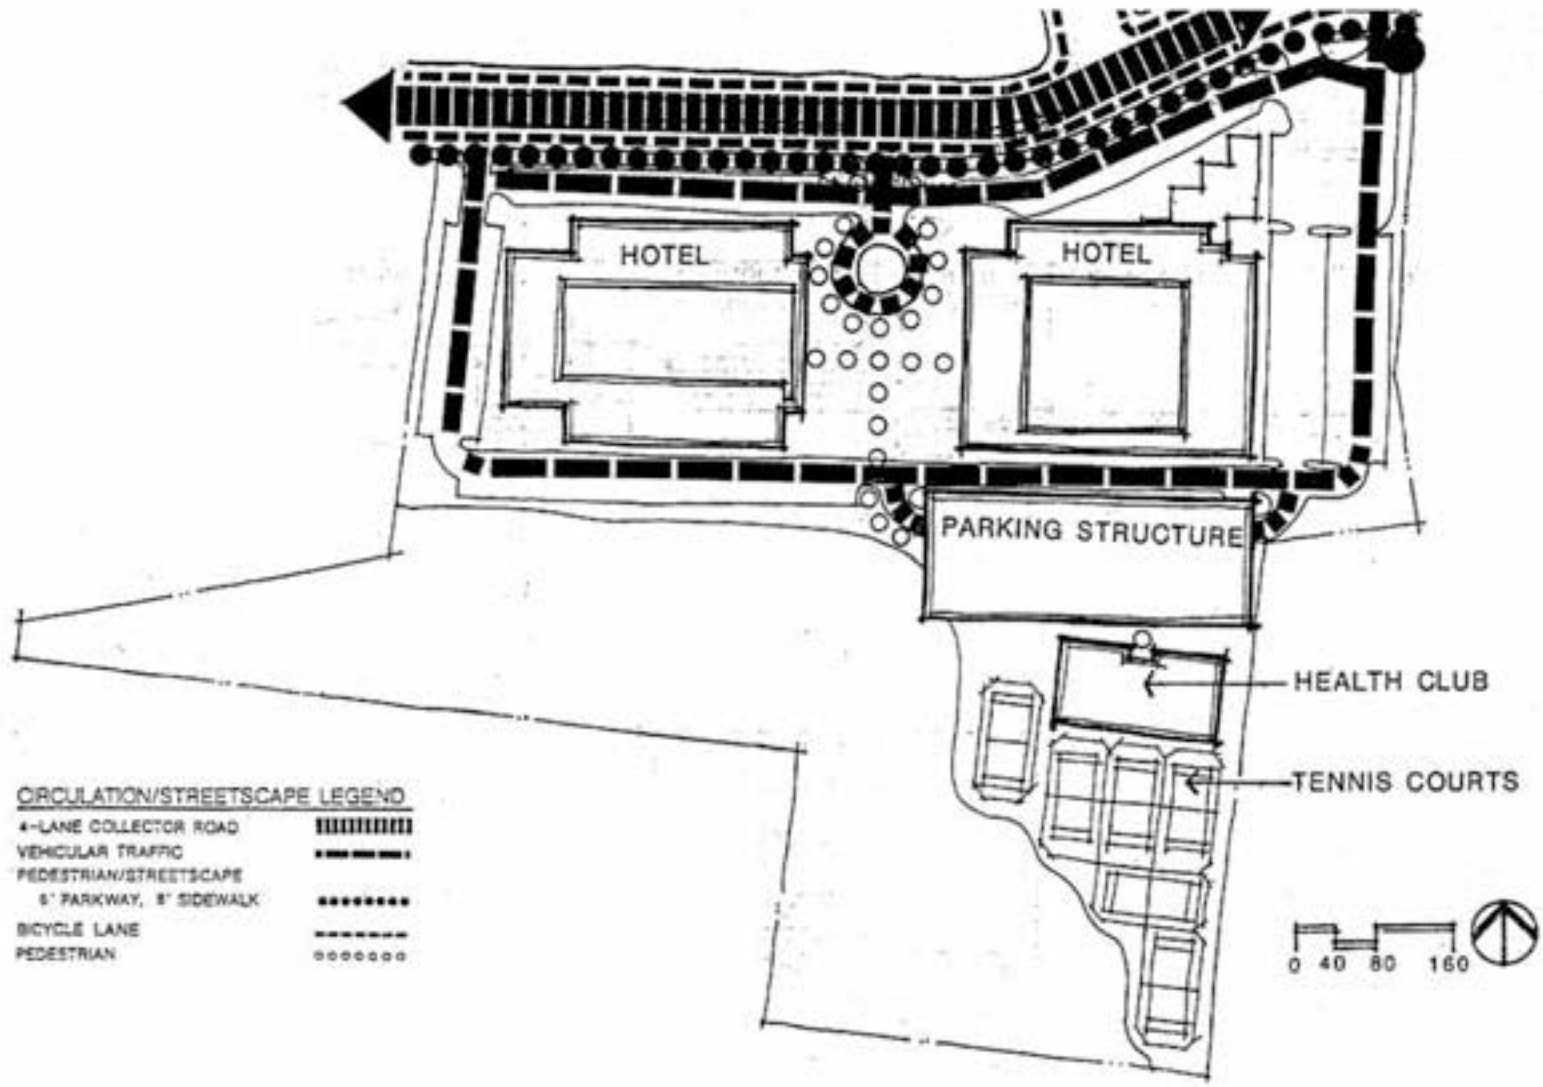 HOTEL
HOTEL
PARKING STRUCTURE
HEALTH CLUB
TENNIS COURTS
CIRCULATION/STREETSCAPE LEGEND
4-LANE COLLECTOR ROAD
VEHICULAR TRAFFIC
PEDESTRIAN/STREETSCAPE
PARKWAY, SIDEWALK
BICYCLE LANE
PEDESTRIAN
0 40 80 160